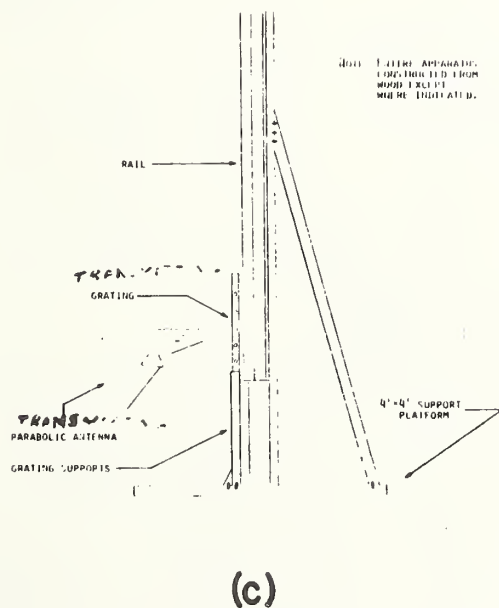 NOTE ENTIRE APPARATUS
CONSTRUCTED FROM
WOOD EXCEPT
WHERE INDICATED.
RAIL
GRATING
4'×4' SUPPORT
PLATFORM
PARABOLIC ANTENNA
GRATING SUPPORTS
(c)